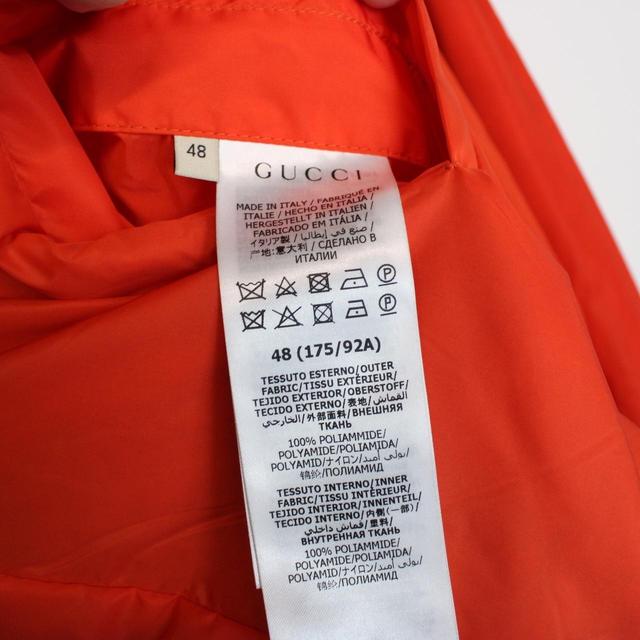 48
GUCCI
MADE IN ITALY / FABRIQUÉ EN
ITALIE / HECHO EN ITALIA /
HERGESTELLT IN ITALIEN /
FABRICADO EM ITÁLIA /
イタリア製 / صنع في إيطاليا /
产地:意大利 / СДЕЛАНО В
ИТАЛИИ
48 (175/92A)
TESSUTO ESTERNO/OUTER
FABRIC/TISSU EXTÉRIEUR/
TEJIDO EXTERIOR/OBERSTOFF/
TECIDO EXTERNO/表地/القماش
الخارجي/外部面料/ВНЕШНЯЯ
ТКАНЬ
100% POLIAMMIDE/
POLYAMIDE/POLIAMIDA/
POLYAMID/ナイロン/بولي أميد/
锦纶/ПОЛИАМИД
TESSUTO INTERNO/INNER
FABRIC/TISSU INTÉRIEUR/
TEJIDO INTERIOR/INNENTEIL/
TECIDO INTERNO/内側(一部)/
قماش داخلي/里料/
ВНУТРЕННЯЯ ТКАНЬ
100% POLIAMMIDE/
POLYAMIDE/POLIAMIDA/
POLYAMID/ナイロン/بولي أميد/
锦纶/ПОЛИАМИД